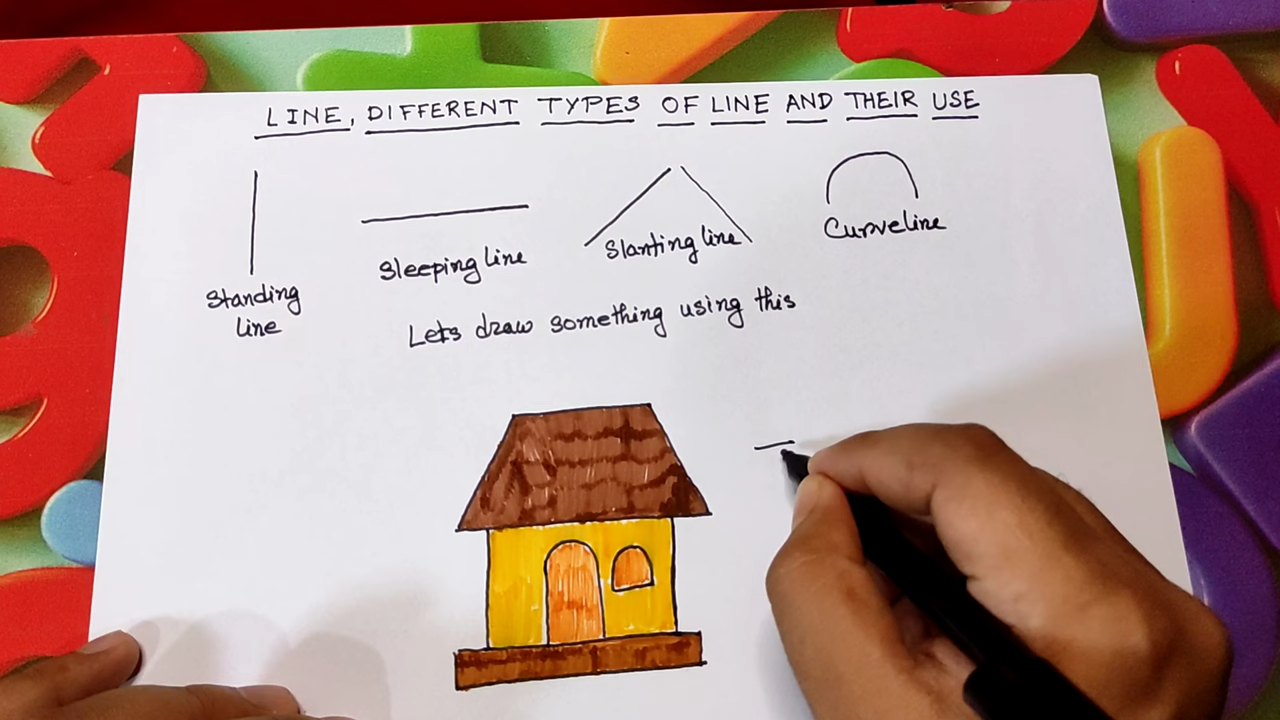 LINE, DIFFERENT TYPES OF LINE AND THEIR USE
Standing
line
Sleeping line
Slanting line
Curveline
Lets draw something using this